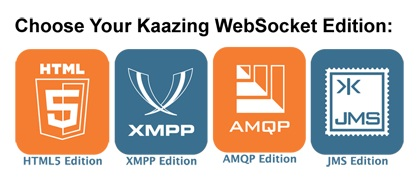 Choose Your Kaazing WebSocket Edition:
HTML
5
XMPP
AMQP
JMS
HTML5 Edition
XMPP Edition
AMQP Edition
JMS Edition